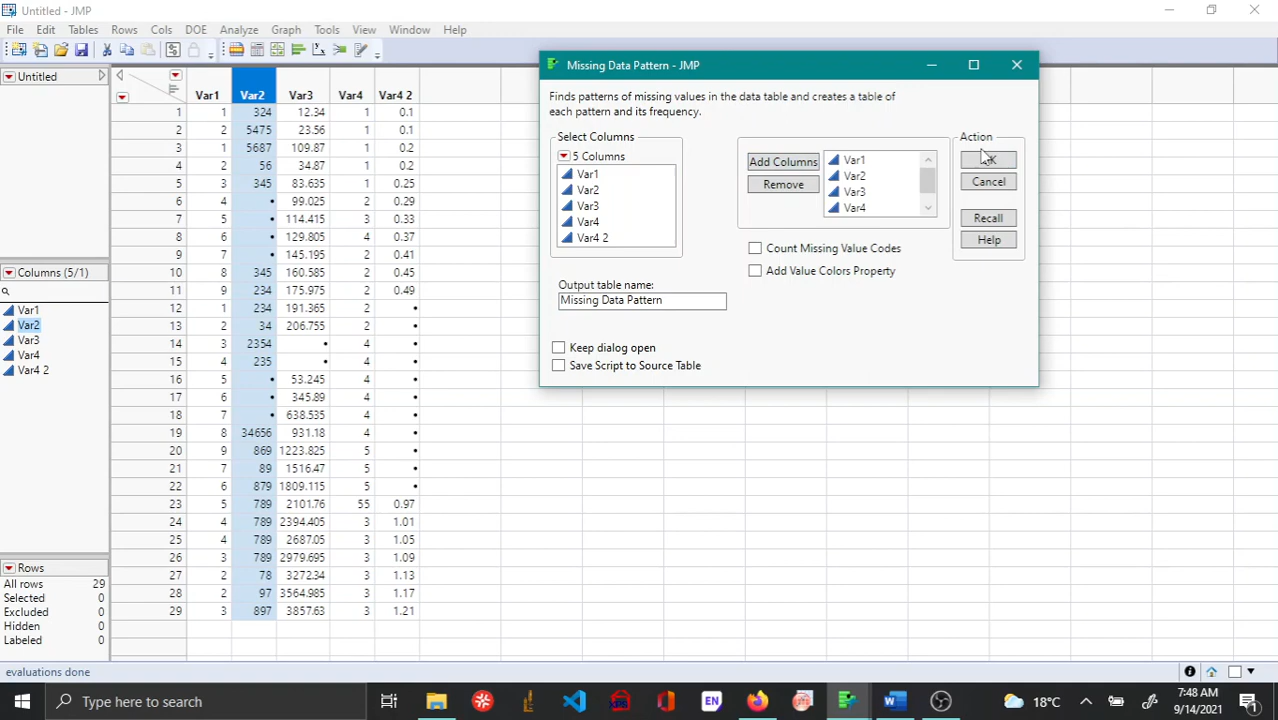 Untitled - JMP
File Edit Tables Rows Cols DOE Analyze Graph Tools View Window Help
Untitled
Var1 Var2 Var3 Var4 Var4 2
1 1 324 12.34 1 0.1
2 2 5475 23.56 1 0.1
3 1 5687 109.87 1 0.1
4 2 56 34.87 1 0.2
5 3 345 83.635 1 0.25
6 4 • 99.025 2 0.29
7 5 • 114.415 3 0.33
8 6 • 129.805 4 0.37
9 7 • 145.195 2 0.41
10 8 345 160.585 2 0.45
11 9 234 175.975 2 0.49
12 1 234 191.365 2 •
13 2 34 206.755 2 •
14 3 2354 • 4 •
15 4 235 • 4 •
16 5 • 53.245 4 •
17 6 • 345.89 4 •
18 7 • 638.535 4 •
19 8 34656 931.18 4 •
20 9 869 1223.825 5 •
21 7 89 1516.47 5 •
22 6 879 1809.115 5 •
23 5 789 2101.76 55 0.97
24 4 789 2394.405 3 1.01
25 4 789 2687.05 3 1.05
26 3 789 2979.695 3 1.09
27 2 78 3272.34 3 1.13
28 2 97 3564.985 3 1.17
29 3 897 3857.63 3 1.21
Columns (5/1)
Var1
Var2
Var3
Var4
Var4 2
Rows
All rows 29
Selected 0
Excluded 0
Hidden 0
Labeled 0
Missing Data Pattern - JMP
Finds patterns of missing values in the data table and creates a table of
each pattern and its frequency.
Select Columns
5 Columns
Var1
Var2
Var3
Var4
Var4 2
Add Columns
Remove
Var1
Var2
Var3
Var4
Action
Cancel
Recall
Help
Count Missing Value Codes
Add Value Colors Property
Output table name:
Missing Data Pattern
Keep dialog open
Save Script to Source Table
evaluations done
Type here to search
EN
18°C
7:48 AM
9/14/2021
1